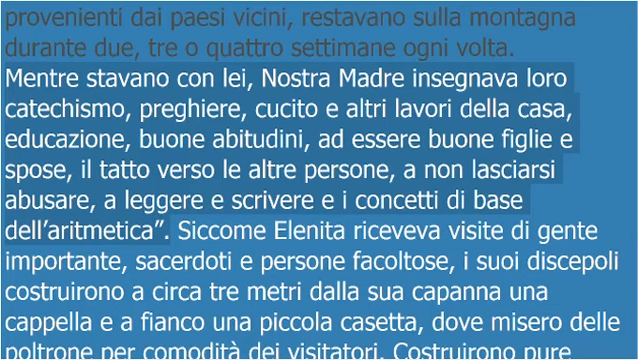 provenienti dai paesi vicini, restavano sulla montagna
durante due, tre o quattro settimane ogni volta.
Mentre stavano con lei, Nostra Madre insegnava loro
catechismo, preghiere, cucito e altri lavori della casa,
educazione, buone abitudini, ad essere buone figlie e
spose, il tatto verso le altre persone, a non lasciarsi
abusare, a leggere e scrivere e i concetti di base
dell’aritmetica”. Siccome Elenita riceveva visite di gente
importante, sacerdoti e persone facoltose, i suoi discepoli
costruirono a circa tre metri dalla sua capanna una
cappella e a fianco una piccola casetta, dove misero delle
poltrone per comodità dei visitatori. Costruirono pure